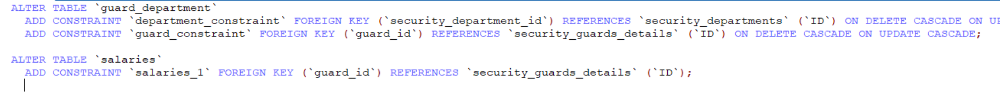 ALTER TABLE `guard_department`
ADD CONSTRAINT `department_constraint` FOREIGN KEY (`security_department_id`) REFERENCES `security_departments` (`ID`) ON DELETE CASCADE ON
ADD CONSTRAINT `guard_constraint` FOREIGN KEY (`guard_id`) REFERENCES `security_guards_details` (`ID`) ON DELETE CASCADE ON UPDATE CASCADE;
ALTER TABLE `salaries`
ADD CONSTRAINT `salaries_1` FOREIGN KEY (`guard_id`) REFERENCES `security_guards_details` (`ID`);